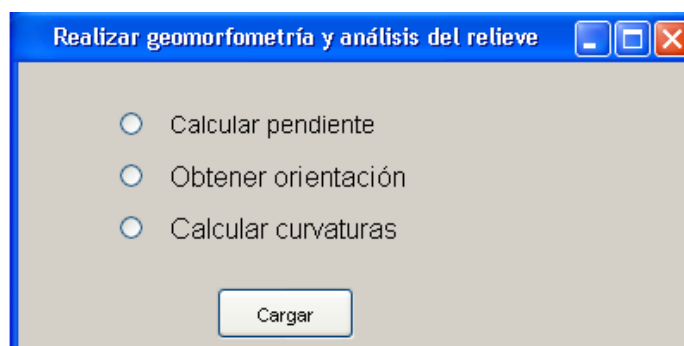 Realizar geomorfometría y análisis del relieve
Calcular pendiente
Obtener orientación
Calcular curvaturas
Cargar